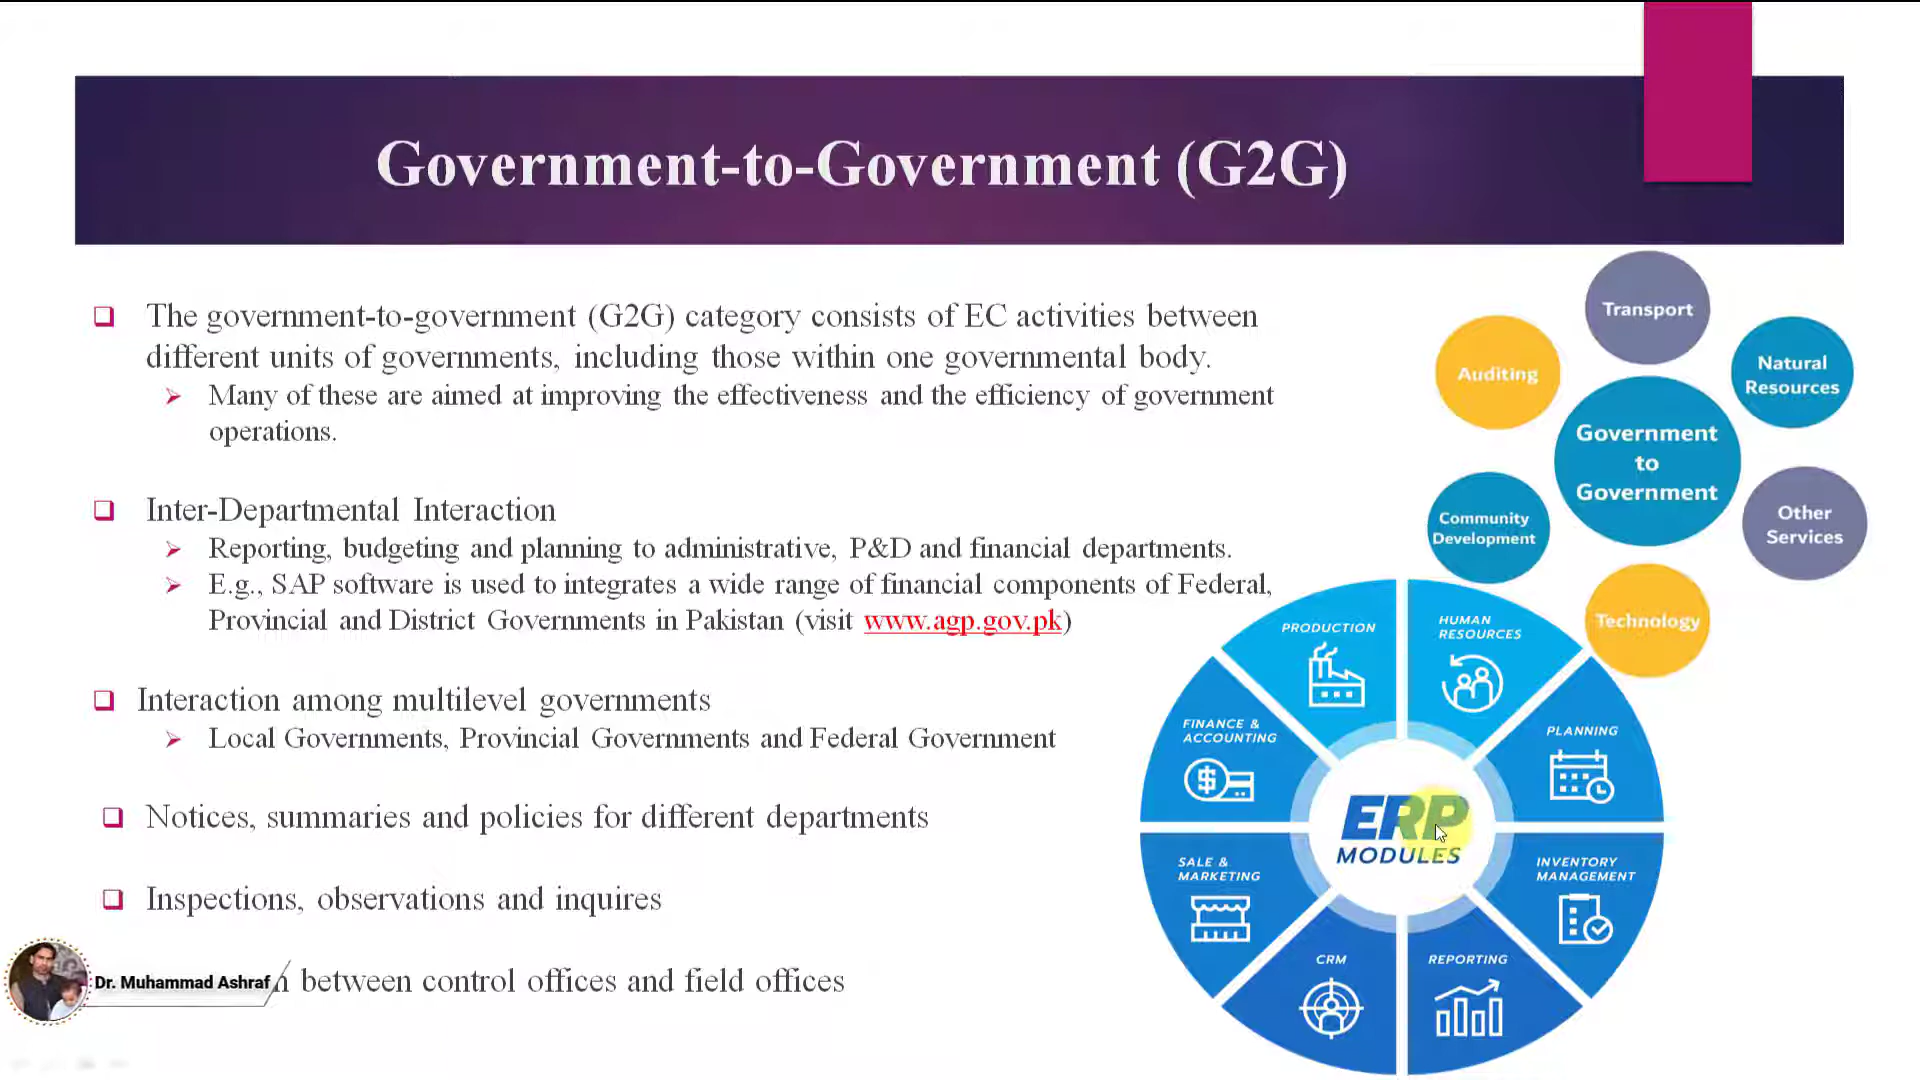 Government-to-Government (G2G)
The government-to-government (G2G) category consists of EC activities between
different units of governments, including those within one governmental body.
Many of these are aimed at improving the effectiveness and the efficiency of government
operations.
Inter-Departmental Interaction
Reporting, budgeting and planning to administrative, P&D and financial departments.
E.g., SAP software is used to integrates a wide range of financial components of Federal,
Provincial and District Governments in Pakistan (visit www.agp.gov.pk)
Interaction among multilevel governments
Local Governments, Provincial Governments and Federal Government
Notices, summaries and policies for different departments
Inspections, observations and inquires
between control offices and field offices
Dr. Muhammad Ashraf
Transport
Auditing
Natural
Resources
Government
to
Government
Community
Development
Other
Services
Technology
PRODUCTION
HUMAN
RESOURCES
FINANCE &
ACCOUNTING
PLANNING
ERP
MODULES
SALE &
MARKETING
INVENTORY
MANAGEMENT
CRM
REPORTING